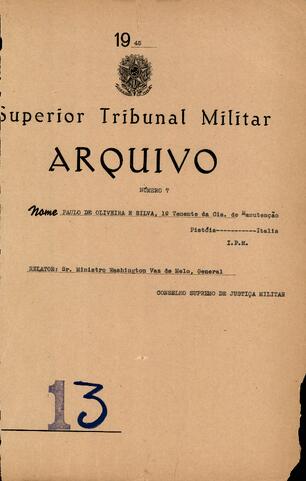 19 45
Superior Tribunal Militar
ARQUIVO
NÚMERO 7
Nome PAULO DE OLIVEIRA E SILVA, 1º Tenente da Cia. de Manutenção
Pistóia-----------Italia
I.P.M.
RELATOR: Sr. Ministro Washington Vaz de Melo, General
CONSELHO SUPREMO DE JUSTIÇA MILITAR
13